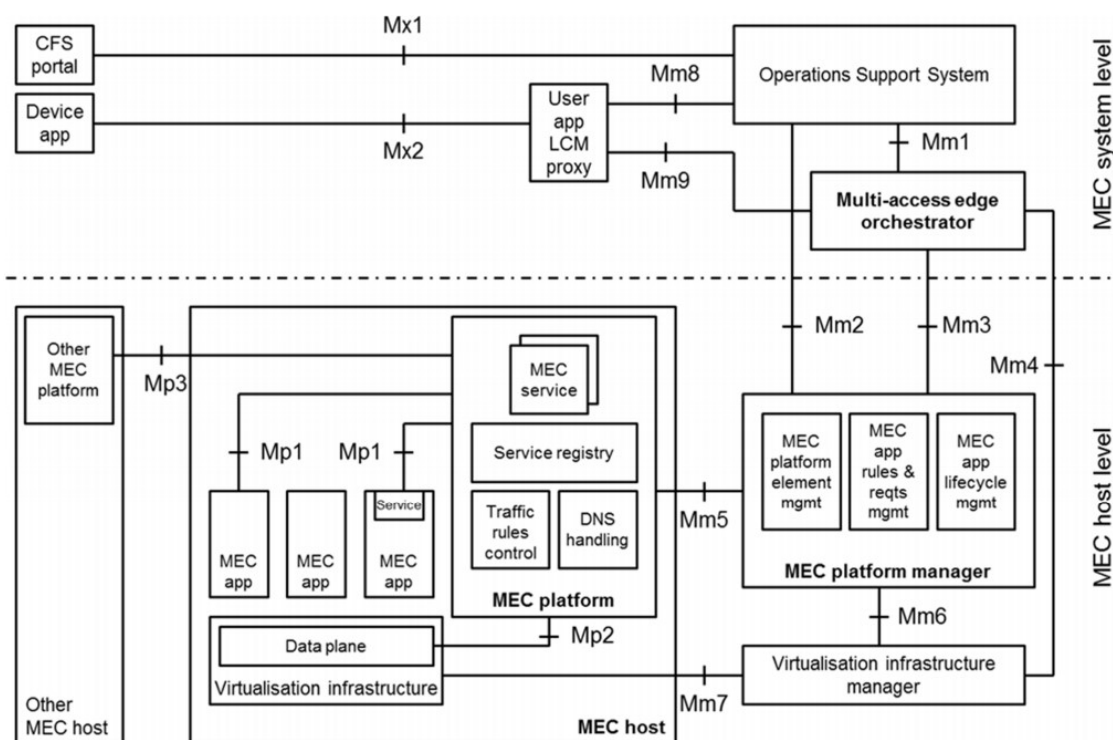 Mx1
CFS
portal
Operations Support System
Mm8
Device
app
User
app
LCM
proxy
Mx2
Mm1
Mm9
Multi-access edge
orchestrator
MEC system level
Mm2
Mm3
Mm4
Other
MEC
platform
Mp3
MEC
service
Service registry
Mp1
Mp1
MEC
platform
element
mgmt
MEC
app
rules &
reqts
mgmt
MEC
app
lifecycle
mgmt
MEC host level
Service
MEC
app
MEC
app
MEC
app
Traffic
rules
control
DNS
handling
Mm5
MEC platform manager
MEC platform
Mp2
Mm6
Data plane
Virtualisation infrastructure
Mm7
Virtualisation infrastructure
manager
Other
MEC host
MEC host